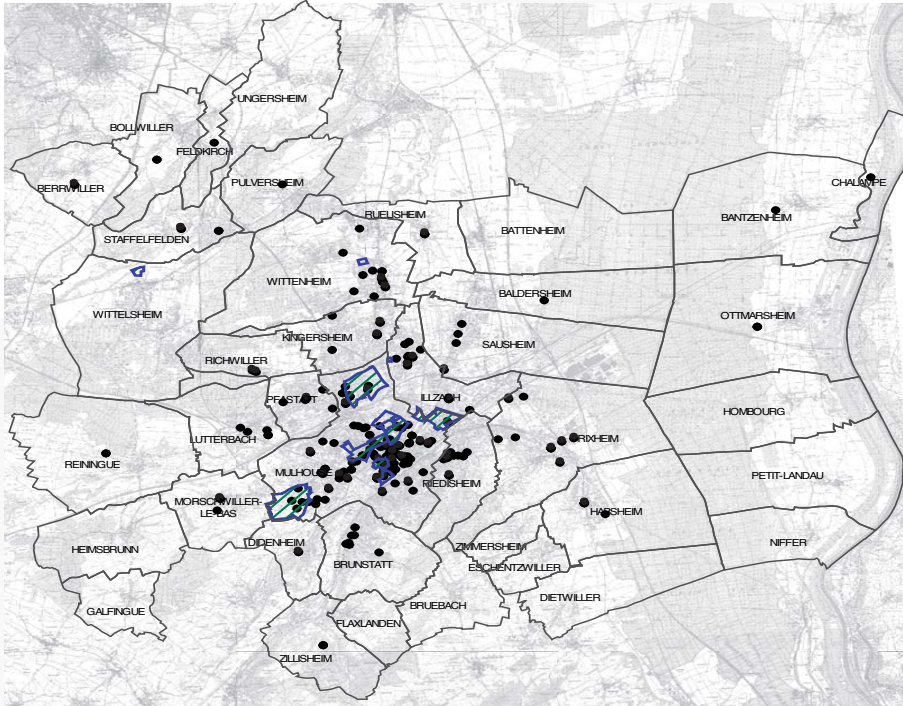 UNGERSHEIM
BOLLWILLER
FELDKIRCH
BERRWILLER
PULVERSHEIM
CHALAMPE
RUELISHEIM
BANTZENHEIM
BATTENHEIM
STAFFELFELDEN
WITTENHEIM
BALDERSHEIM
WITTELSHEIM
OTTMARSHEIM
KINGERSHEIM
SAUSHEIM
RICHWILLER
PFASTATT
ILLZACH
HOMBOURG
LUTTERBACH
RIXHEIM
REININGUE
MULHOUSE
PETIT-LANDAU
RIEDISHEIM
MORSCHWILLER-
LE-BAS
HABSHEIM
DIDENHEIM
ZIMMERSHEIM
NIFFER
HEIMSBRUNN
BRUNSTATT
ESCHENTZWILLER
DIETWILLER
BRUEBACH
GALFINGUE
FLAXLANDEN
ZILLISHEIM